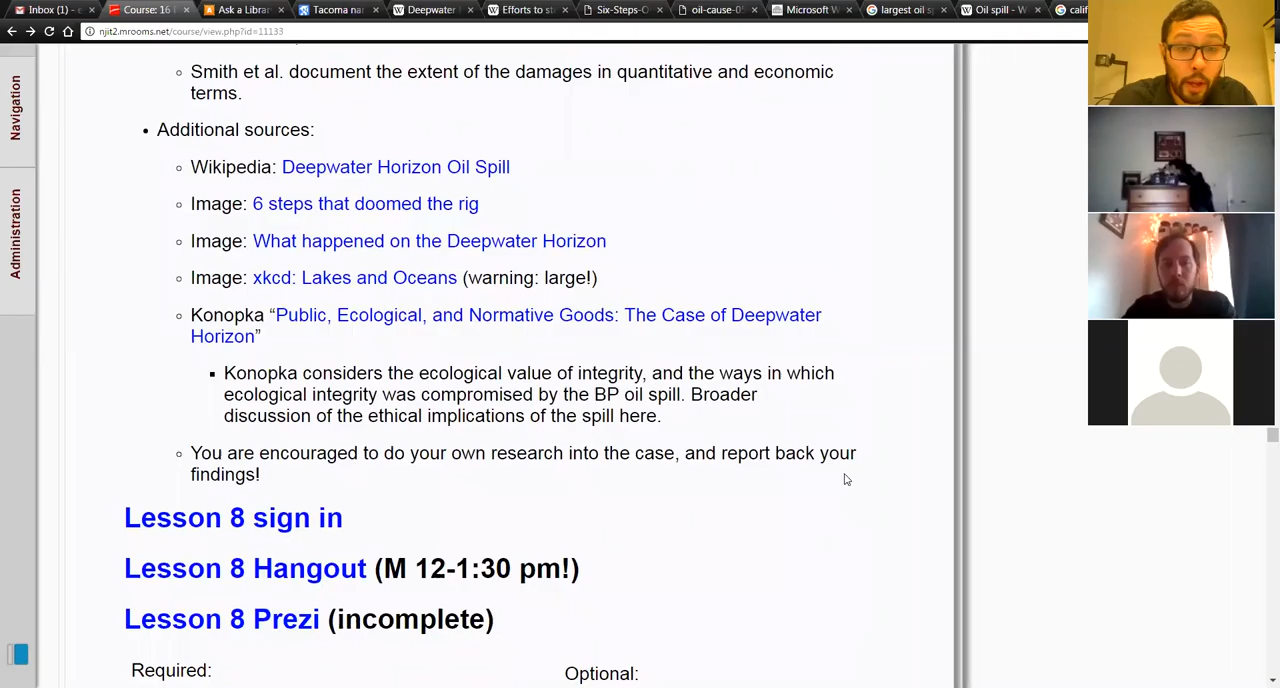 Inbox (1) - e
Course: 16
Ask a Librar
Tacoma nar
Deepwater
Efforts to st
Six-Steps-O
oil-cause-05
Microsoft W
largest oil s
Oil spill - W
calif
njit2.mrooms.net/course/view.php?id=11133
Navigation
Administration
Smith et al. document the extent of the damages in quantitative and economic
terms.
Additional sources:
Wikipedia: Deepwater Horizon Oil Spill
Image: 6 steps that doomed the rig
Image: What happened on the Deepwater Horizon
Image: xkcd: Lakes and Oceans (warning: large!)
Konopka “Public, Ecological, and Normative Goods: The Case of Deepwater
Horizon”
Konopka considers the ecological value of integrity, and the ways in which
ecological integrity was compromised by the BP oil spill. Broader
discussion of the ethical implications of the spill here.
You are encouraged to do your own research into the case, and report back your
findings!
Lesson 8 sign in
Lesson 8 Hangout (M 12-1:30 pm!)
Lesson 8 Prezi (incomplete)
Required:
Optional: